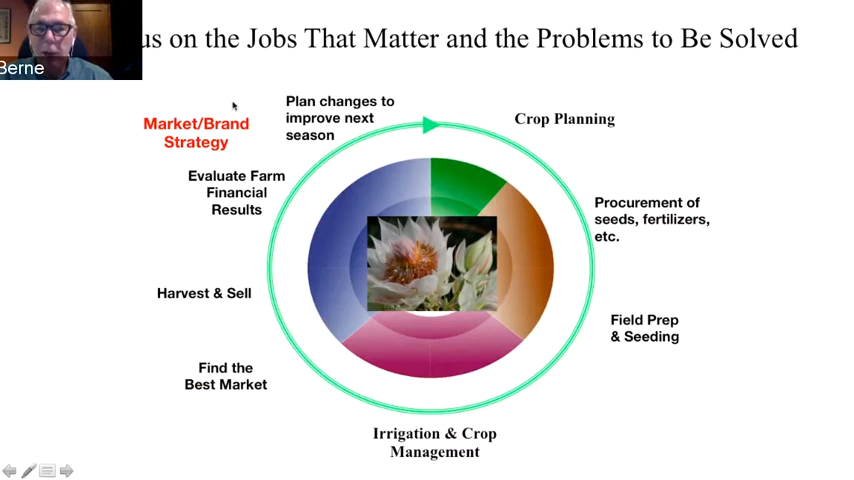 us on the Jobs That Matter and the Problems to Be Solved
Berne
Plan changes to
improve next
season
Crop Planning
Market/Brand
Strategy
Evaluate Farm
Financial
Results
Procurement of
seeds, fertilizers,
etc.
Harvest & Sell
Field Prep
& Seeding
Find the
Best Market
Irrigation & Crop
Management